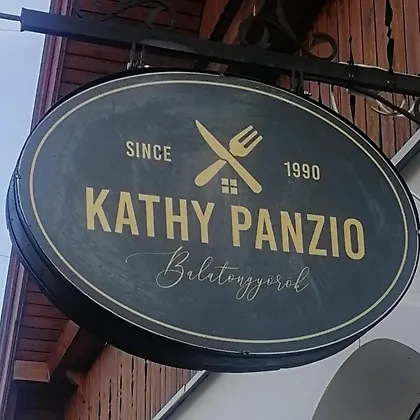 SINCE 1990
KATHY PANZIO
Balatongyörök